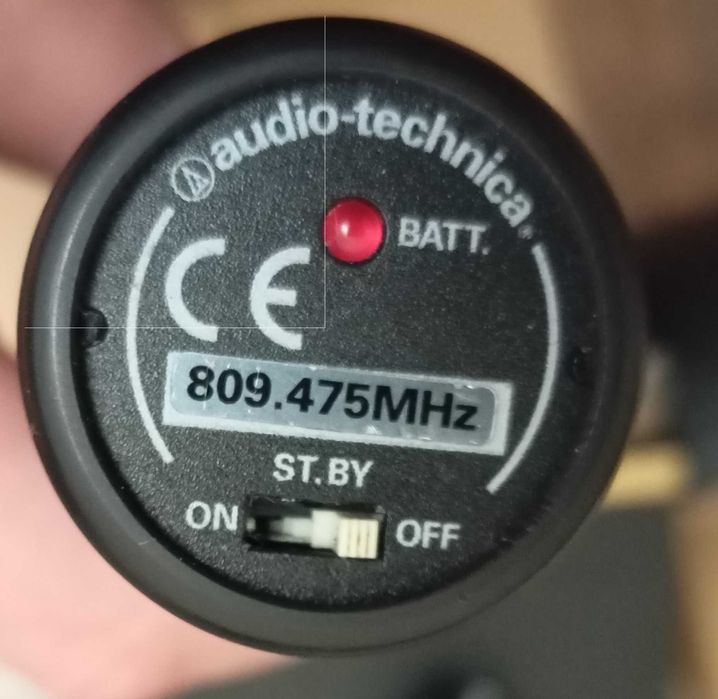 audio-technica®
BATT.
CE
809.475MHz
ST.BY
ON OFF